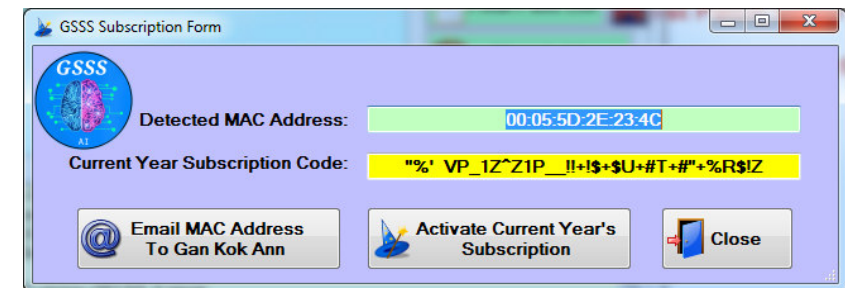 GSSS Subscription Form
GSSS
AI
Detected MAC Address:
00:05:5D:2E:23:4C
Current Year Subscription Code:
"%' VP_1Z^Z1P__!!+!$+$U+#T+#"+%R$!Z
Email MAC Address
To Gan Kok Ann
Activate Current Year's
Subscription
Close